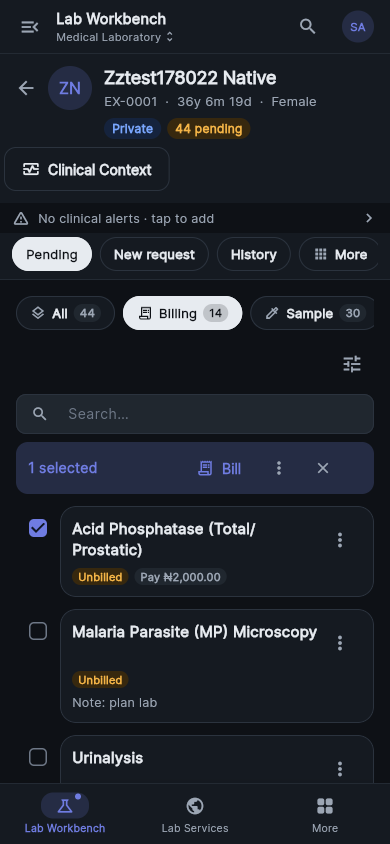 Lab Workbench
Medical Laboratory
SA
ZN
Zztest178022 Native
EX-0001 · 36y 6m 19d · Female
Private
44 pending
Clinical Context
No clinical alerts · tap to add
Pending
New request
History
More
All 44
Billing 14
Sample 30
Search...
1 selected
Bill
Acid Phosphatase (Total/
Prostatic)
Unbilled
Pay ₦2,000.00
Malaria Parasite (MP) Microscopy
Unbilled
Note: plan lab
Urinalysis
Lab Workbench
Lab Services
More